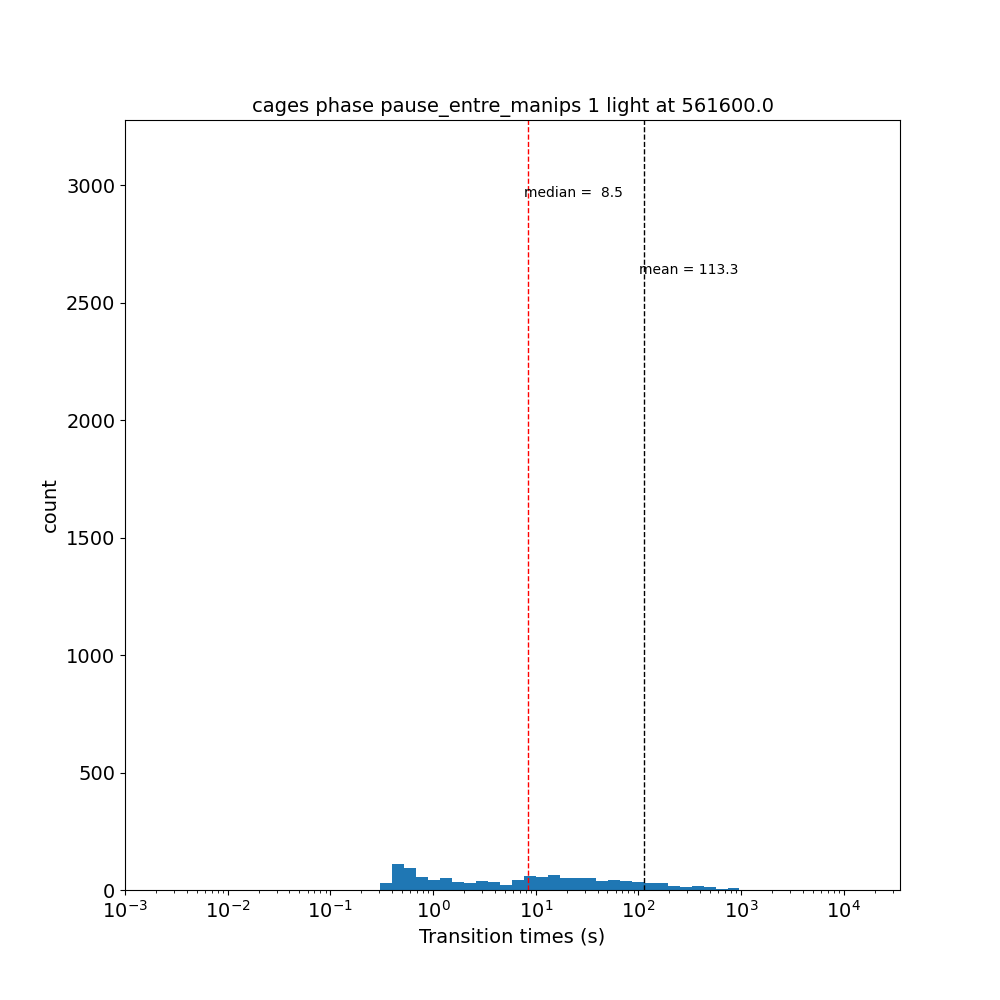 cages phase pause_entre_manips 1 light at 561600.0
3000
median =  8.5
mean = 113.3
2500
2000
count
1500
1000
500
0
10⁻³ 10⁻² 10⁻¹ 10⁰ 10¹ 10² 10³ 10⁴
Transition times (s)